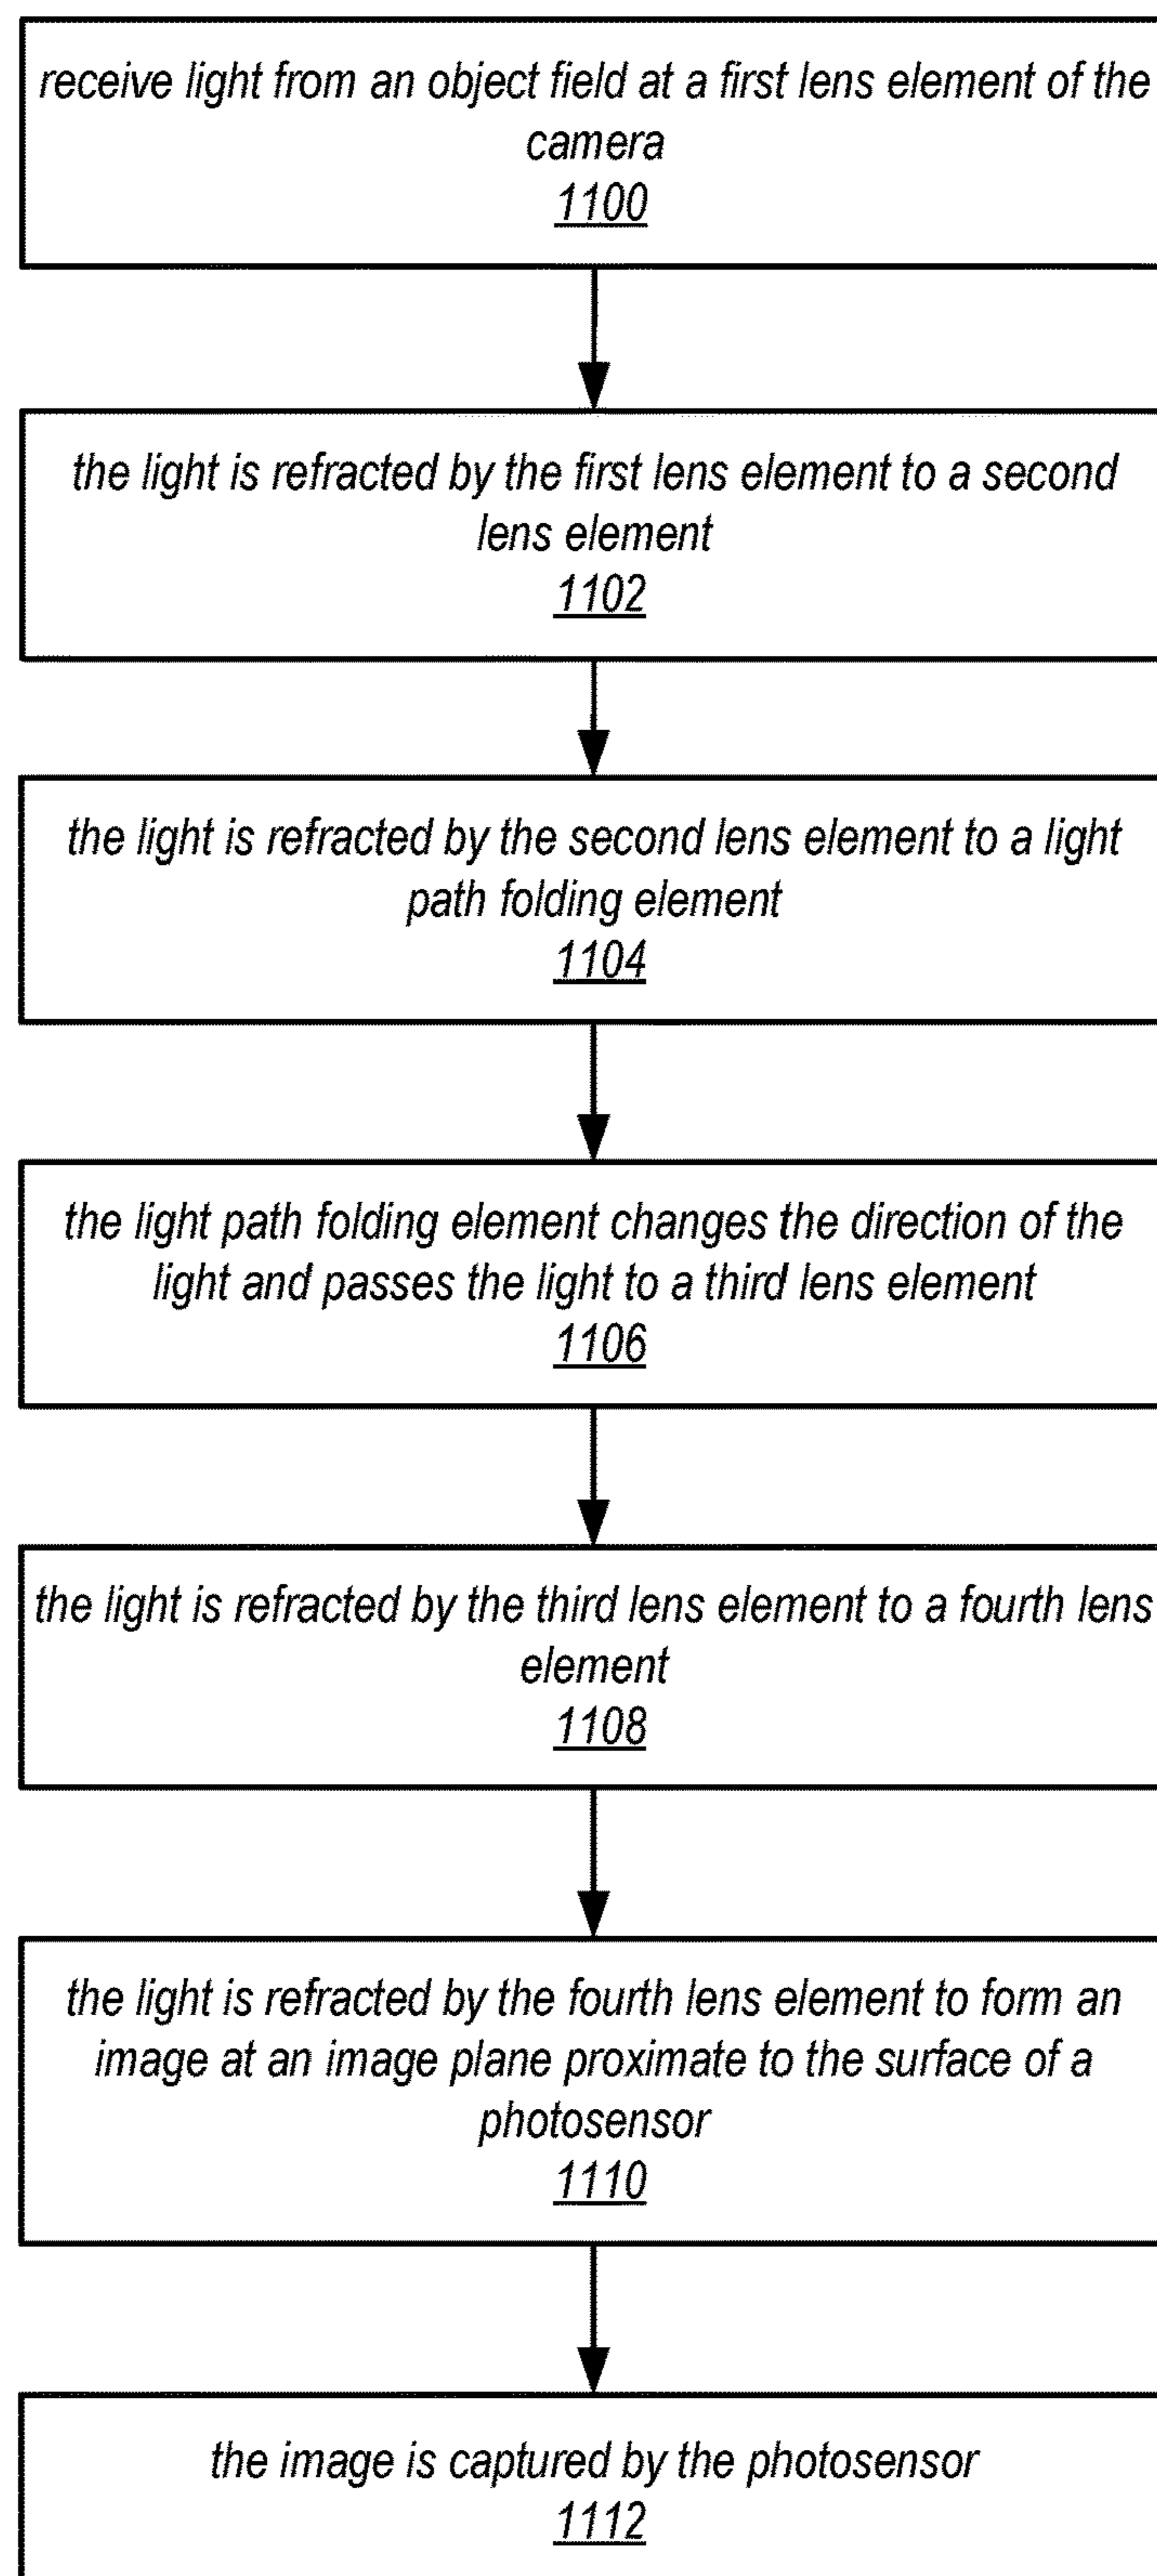 receive light from an object field at a first lens element of the
camera
1100
the light is refracted by the first lens element to a second
lens element
1102
the light is refracted by the second lens element to a light
path folding element
1104
the light path folding element changes the direction of the
light and passes the light to a third lens element
1106
the light is refracted by the third lens element to a fourth lens
element
1108
the light is refracted by the fourth lens element to form an
image at an image plane proximate to the surface of a
photosensor
1110
the image is captured by the photosensor
1112